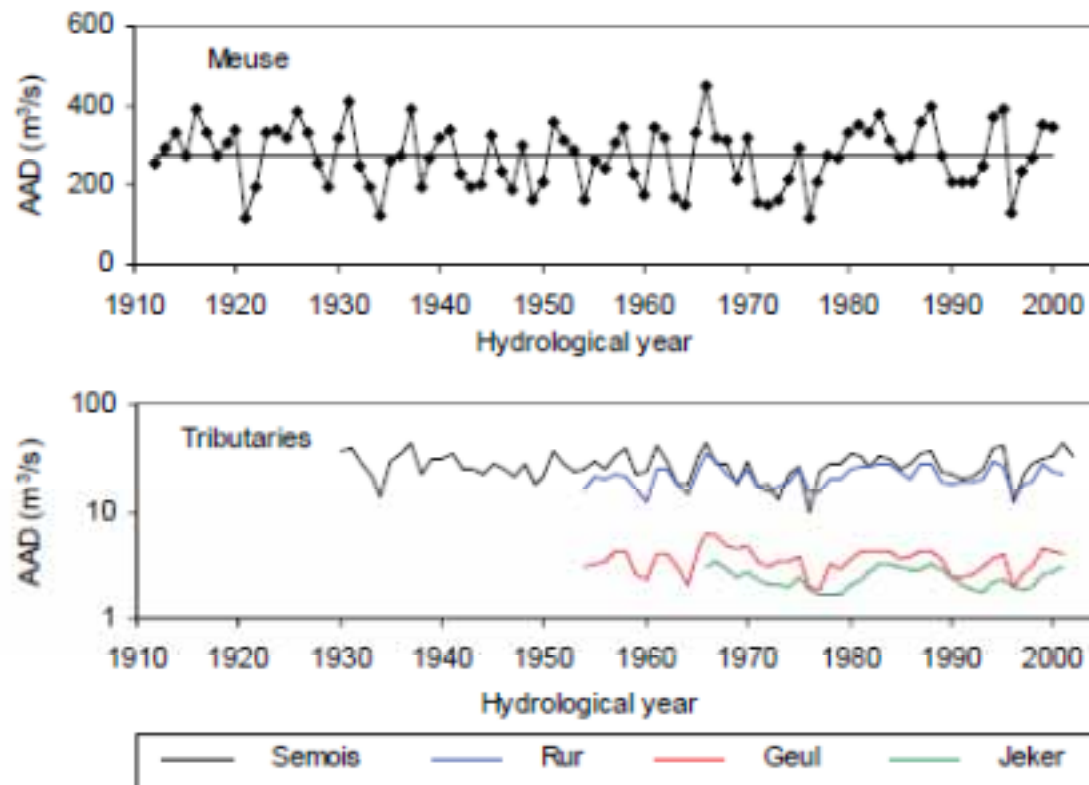 600
Meuse
400
AAD (m³/s)
200
0
1910 1920 1930 1940 1950 1960 1970 1980 1990 2000
Hydrological year
100
Tributaries
AAD (m³/s)
10
1
1910 1920 1930 1940 1950 1960 1970 1980 1990 2000
Hydrological year
Semois Rur Geul Jeker